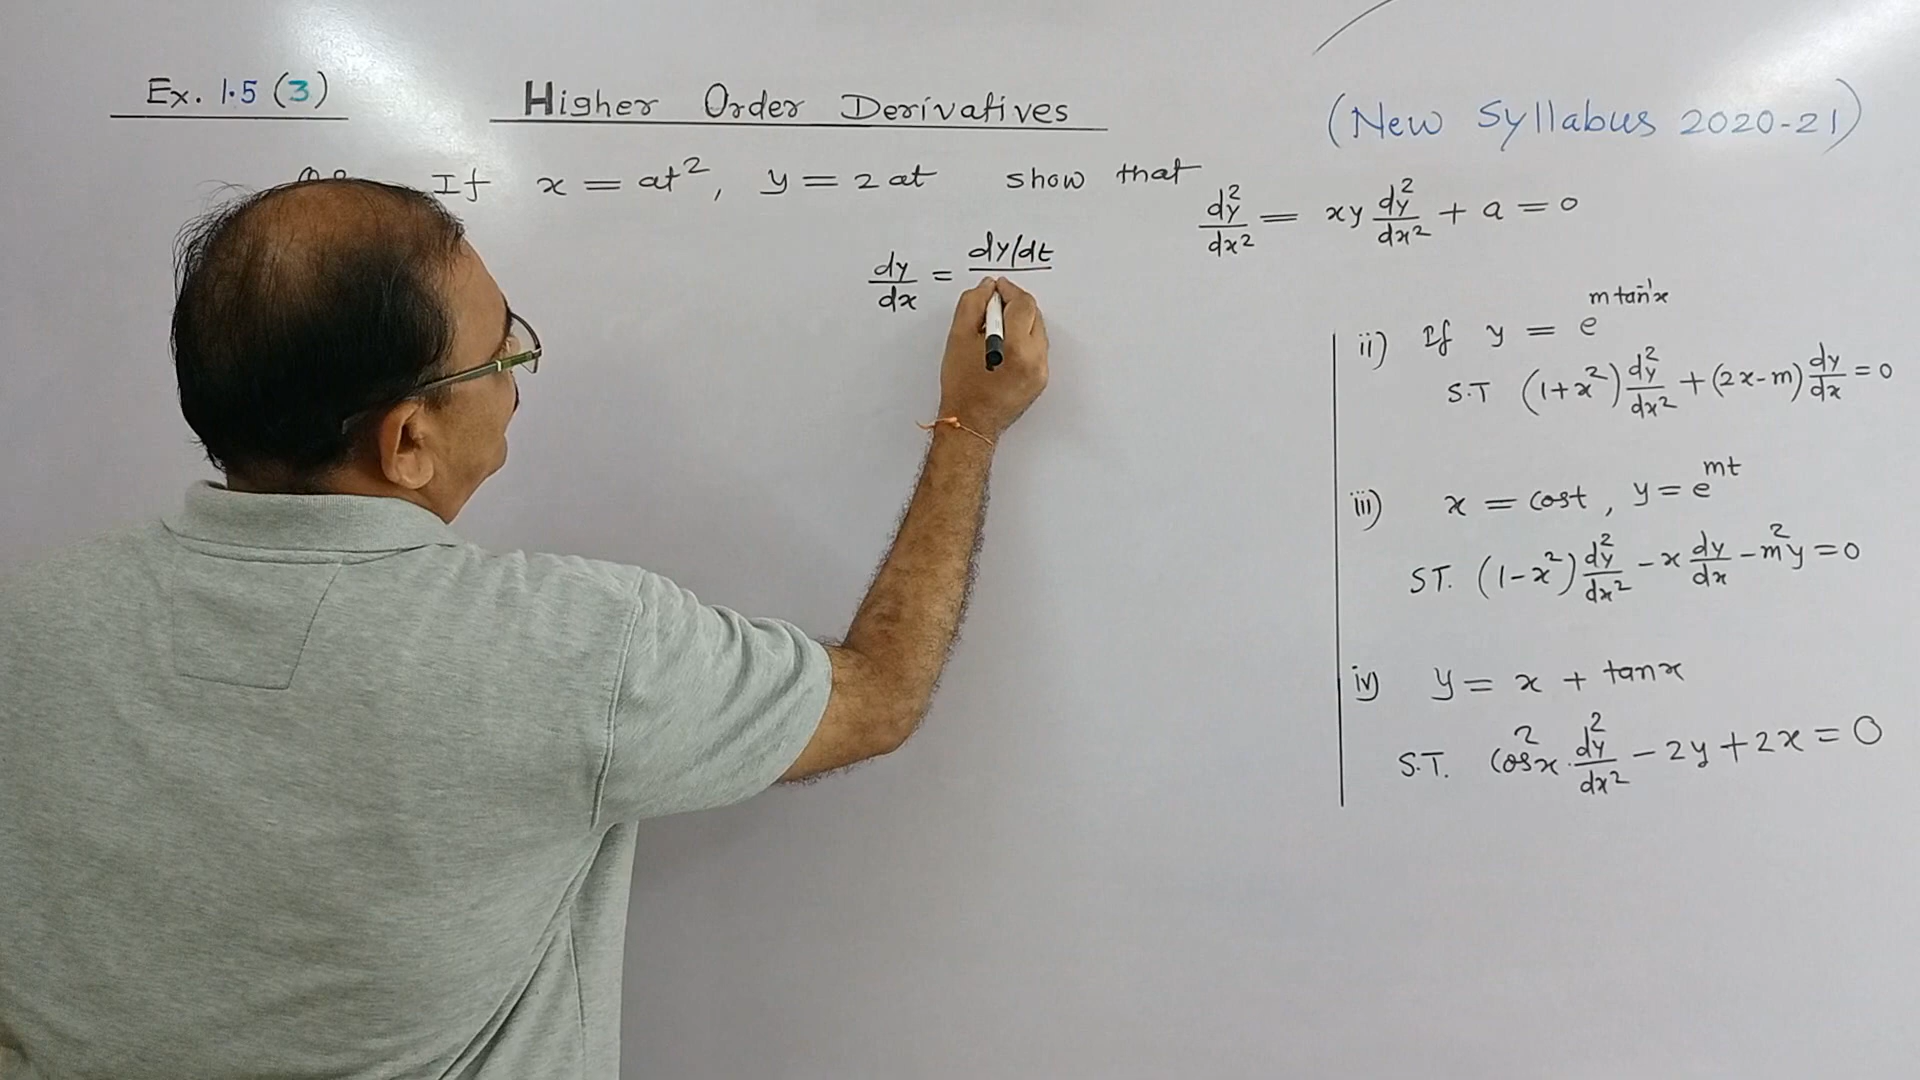 Ex. 1.5 (3)
Higher Order Derivatives
(New Syllabus 2020-21)
If x = at², y = 2at show that
d²y/dx² = xy d²y/dx² + a = 0
dy/dx = dy/dt
ii) If y = e^(m tan⁻¹x)
S.T (1+x²) d²y/dx² + (2x-m) dy/dx = 0
iii) x = cost, y = e^(mt)
ST. (1-x²) d²y/dx² - x dy/dx - m²y = 0
iv) y = x + tanx
S.T. cos²x. d²y/dx² - 2y + 2x = 0